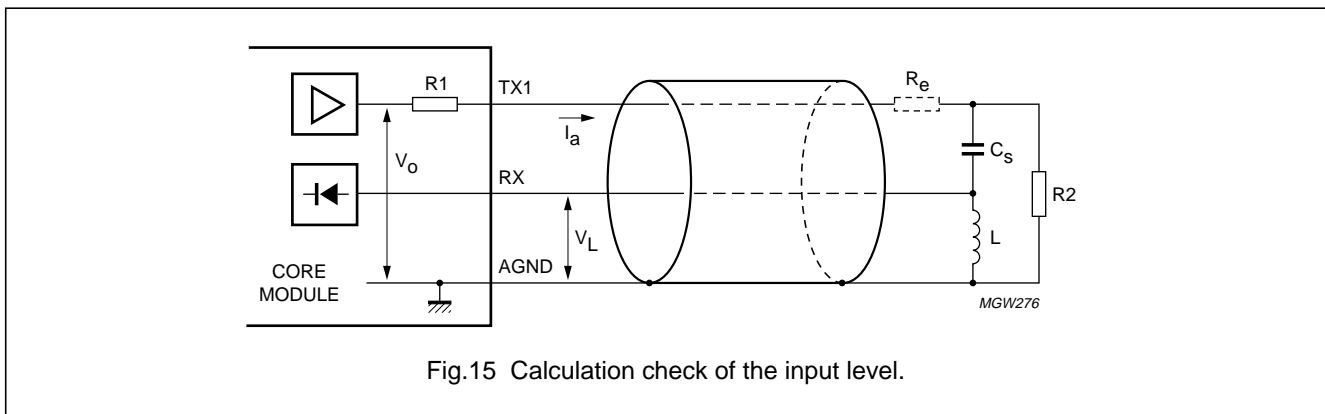 R1
TX1
Re
Ia
Cs
Vo
RX
R2
VL
L
CORE
MODULE
AGND
MGW276
Fig.15 Calculation check of the input level.